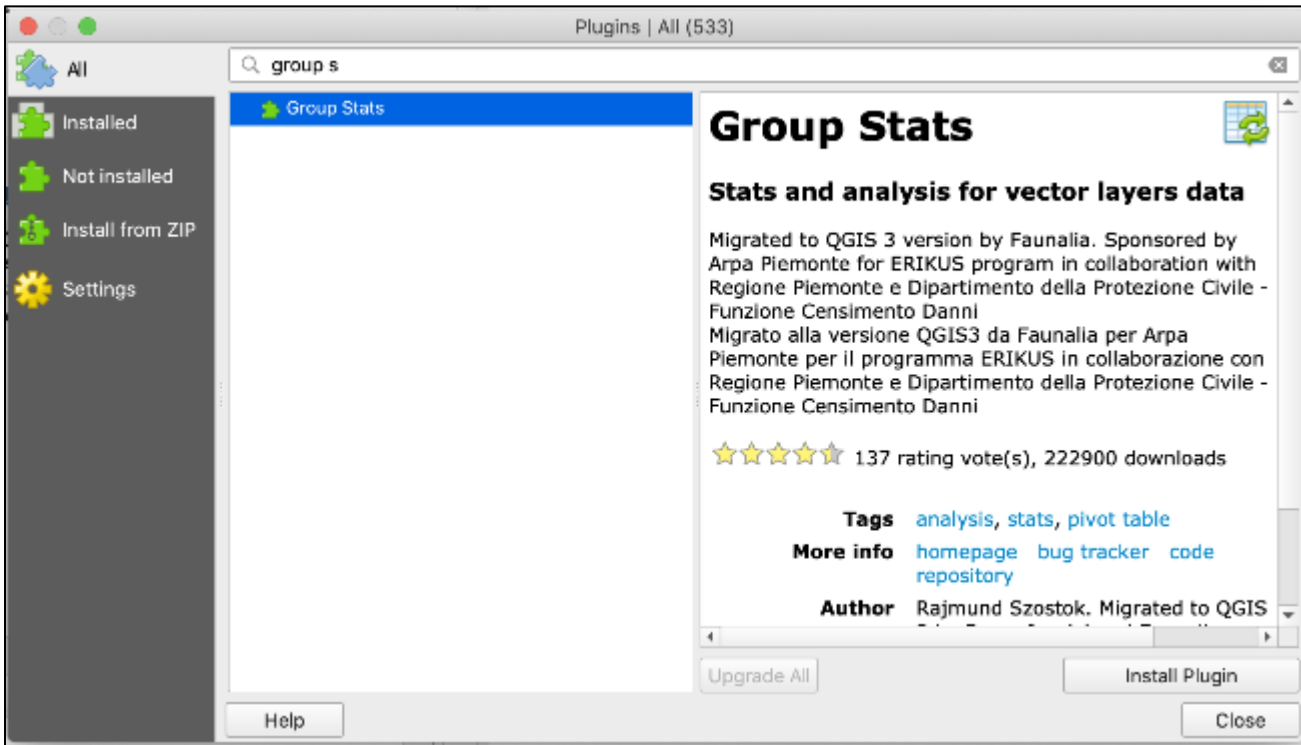 Plugins | All (533)
All
Installed
Not installed
Install from ZIP
Settings
group s
Group Stats
Group Stats
Stats and analysis for vector layers data
Migrated to QGIS 3 version by Faunalia. Sponsored by
Arpa Piemonte for ERIKUS program in collaboration with
Regione Piemonte e Dipartimento della Protezione Civile -
Funzione Censimento Danni
Migrato alla versione QGIS3 da Faunalia per Arpa
Piemonte per il programma ERIKUS in collaborazione con
Regione Piemonte e Dipartimento della Protezione Civile -
Funzione Censimento Danni
137 rating vote(s), 222900 downloads
Tags analysis, stats, pivot table
More info homepage bug tracker code
repository
Author Rajmund Szostok. Migrated to QGIS
Upgrade All
Install Plugin
Help
Close